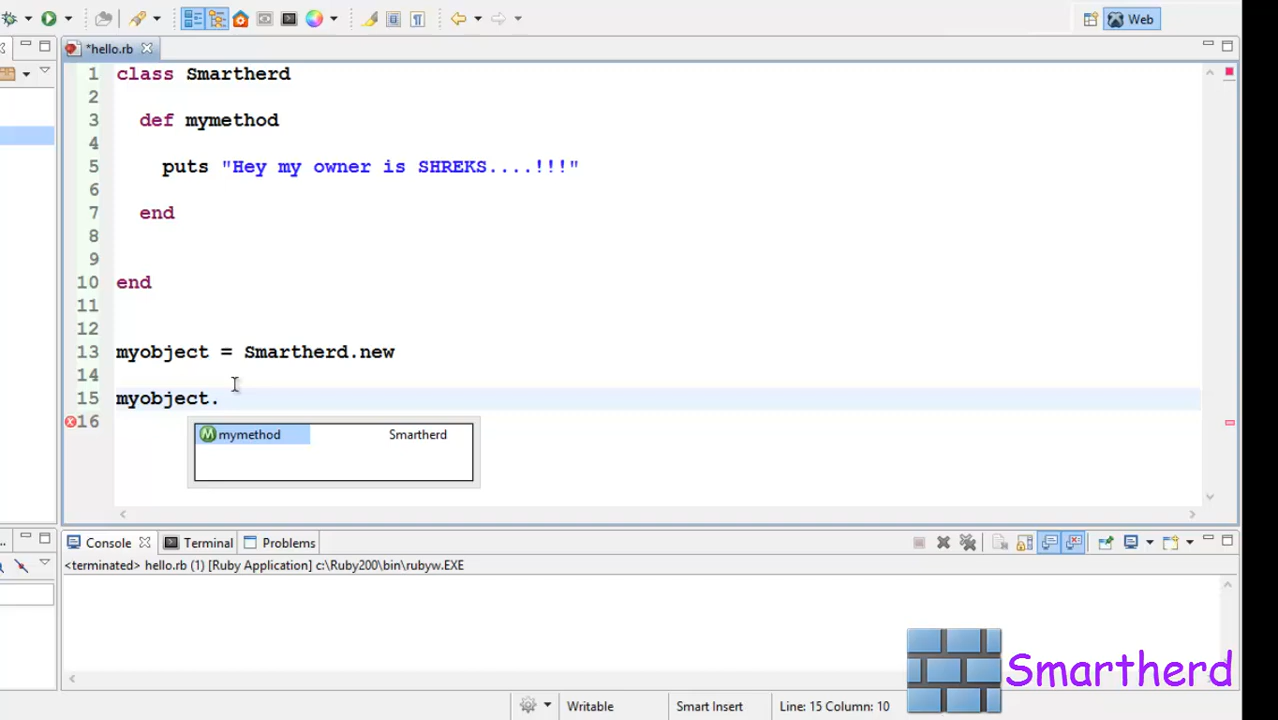 Web
*hello.rb
1 class Smartherd
2
3 def mymethod
4
5 puts "Hey my owner is SHREKS....!!!"
6
7 end
8
9
10 end
11
12
13 myobject = Smartherd.new
14
15 myobject.
16
mymethod Smartherd
Console Terminal Problems
<terminated> hello.rb (1) [Ruby Application] c:\Ruby200\bin\rubyw.EXE
Smartherd
Writable Smart Insert Line: 15 Column: 10